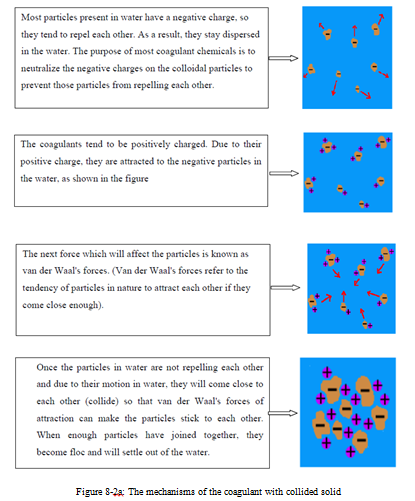 Most particles present in water have a negative charge, so
they tend to repel each other. As a result, they stay dispersed
in the water. The purpose of most coagulant chemicals is to
neutralize the negative charges on the colloidal particles to
prevent those particles from repelling each other.
The coagulants tend to be positively charged. Due to their
positive charge, they are attracted to the negative particles in
the water, as shown in the figure
The next force which will affect the particles is known as
van der Waal's forces. (Van der Waal's forces refer to the
tendency of particles in nature to attract each other if they
come close enough).
Once the particles in water are not repelling each other
and due to their motion in water, they will come close to
each other (collide) so that van der Waal's forces of
attraction can make the particles stick to each other.
When enough particles have joined together, they
become floc and will settle out of the water.
Figure 8-2a: The mechanisms of the coagulant with collided solid